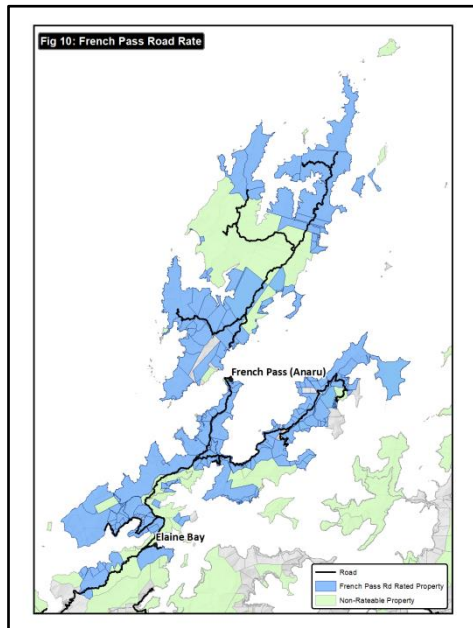 Fig 10: French Pass Road Rate
French Pass (Anaru)
Elaine Bay
Road
French Pass Rd Rated Property
Non-Rateable Property